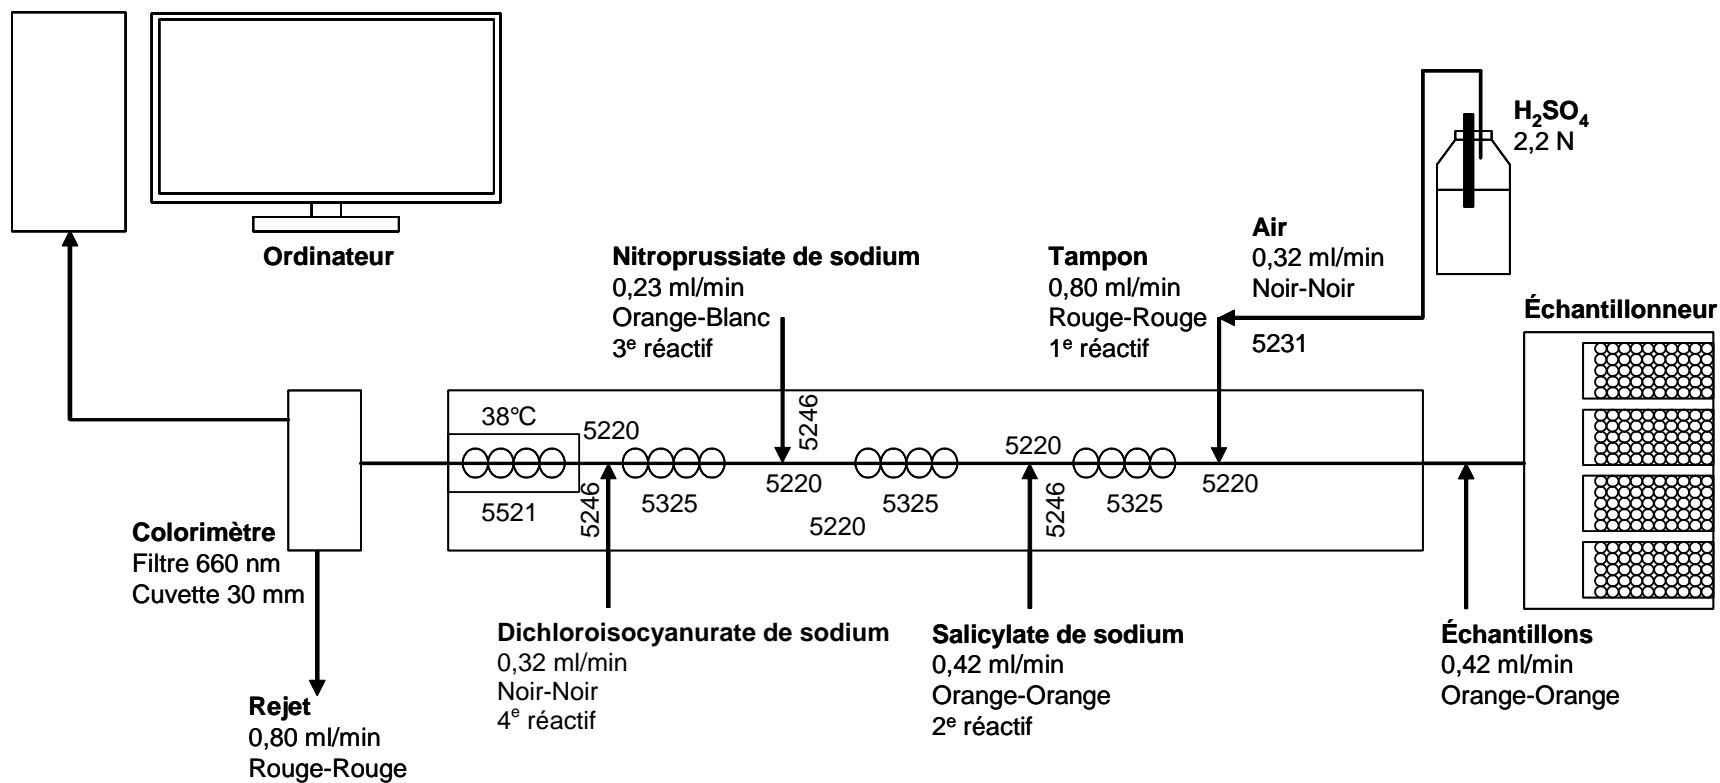 H₂SO₄
2,2 N
Ordinateur
Nitroprussiate de sodium
0,23 ml/min
Orange-Blanc
3ᵉ réactif
Tampon
0,80 ml/min
Rouge-Rouge
1ᵉ réactif
Air
0,32 ml/min
Noir-Noir
5231
Échantillonneur
38°C
5220
5246
5220
5521
5246
5325
5220
5325
5220
5246
5325
5220
Colorimètre
Filtre 660 nm
Cuvette 30 mm
Dichloroisocyanurate de sodium
0,32 ml/min
Noir-Noir
4ᵉ réactif
Salicylate de sodium
0,42 ml/min
Orange-Orange
2ᵉ réactif
Échantillons
0,42 ml/min
Orange-Orange
Rejet
0,80 ml/min
Rouge-Rouge